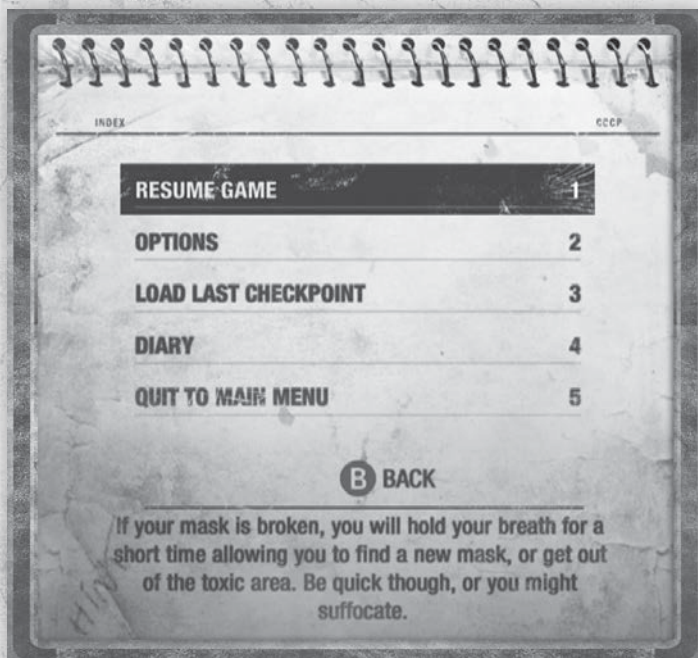 INDEX CCCP
RESUME GAME 1
OPTIONS 2
LOAD LAST CHECKPOINT 3
DIARY 4
QUIT TO MAIN MENU 5
B BACK
If your mask is broken, you will hold your breath for a
short time allowing you to find a new mask, or get out
of the toxic area. Be quick though, or you might
suffocate.